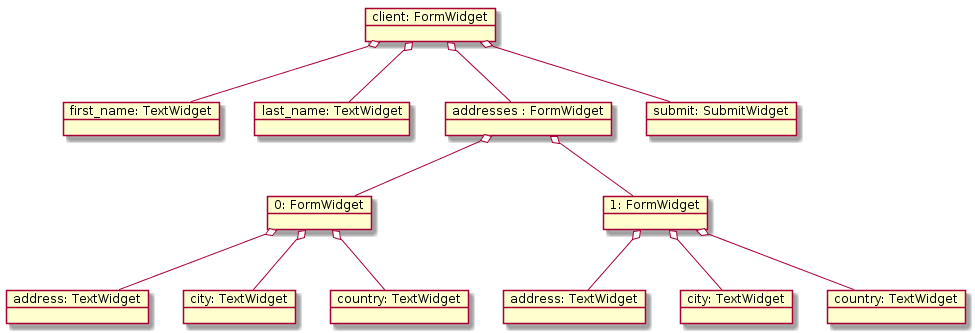 client: FormWidget
first_name: TextWidget
last_name: TextWidget
addresses : FormWidget
submit: SubmitWidget
0: FormWidget
1: FormWidget
address: TextWidget
city: TextWidget
country: TextWidget
address: TextWidget
city: TextWidget
country: TextWidget